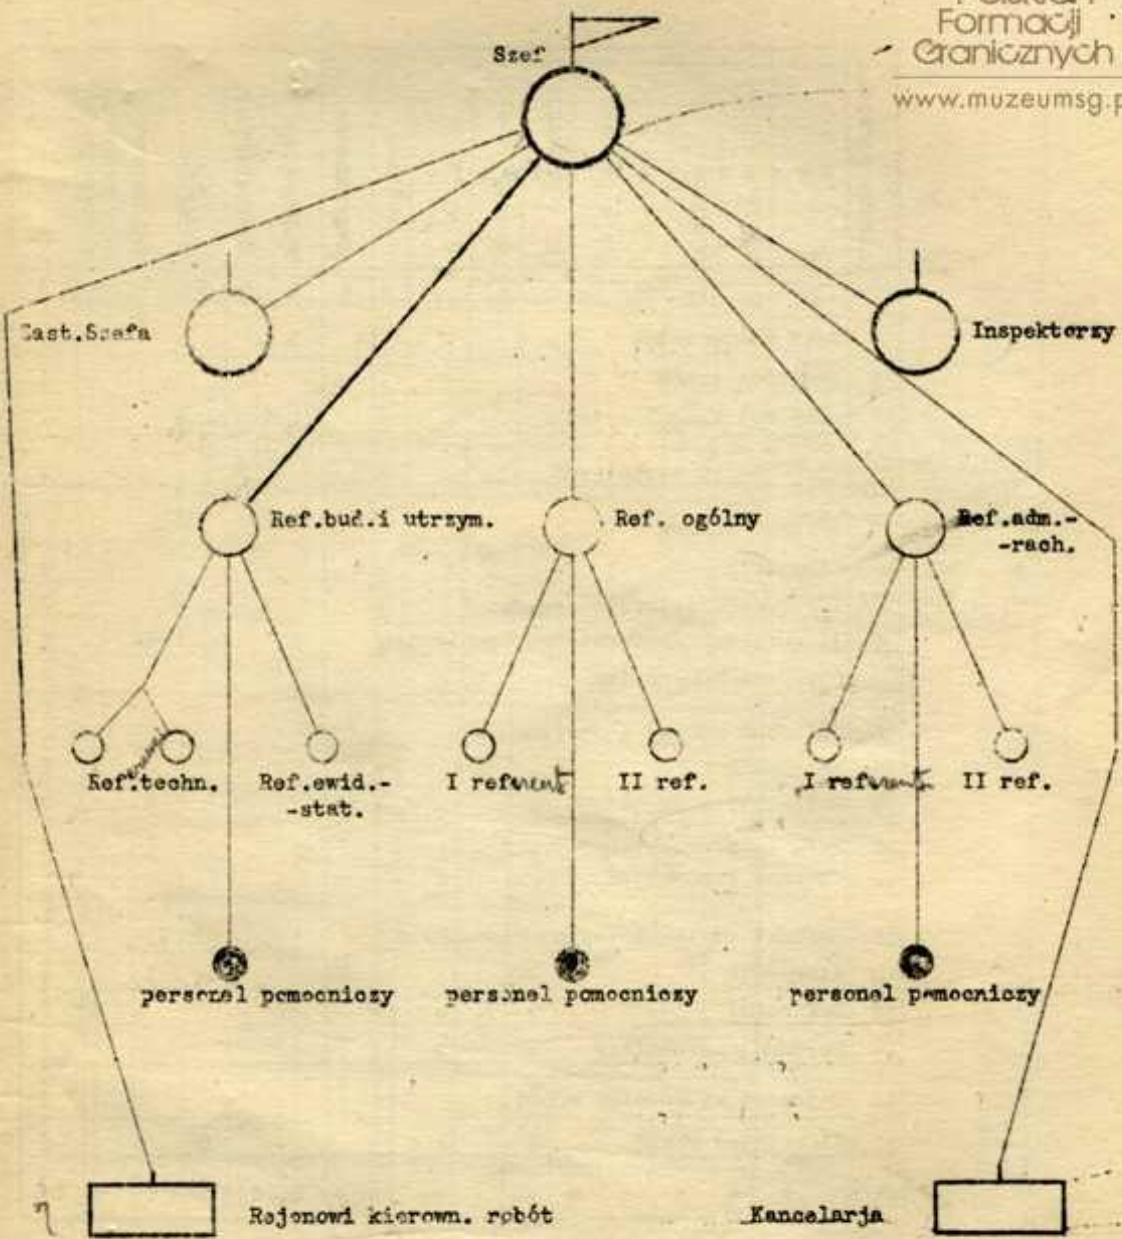 Formacji
Granicznych
www.muzeumsg.p
Szef
Zast.Szefa
Inspektorzy
Ref.bud.i utrzym.
Ref. ogólny
Ref.adm.-
-rach.
Ref.techn.
Ref.ewid.-
-stat.
I referent
II ref.
I referent
II ref.
personel pomocniczy
personel pomocniczy
personel pomocniczy
Rejonowi kierown. robót
Kancelarja